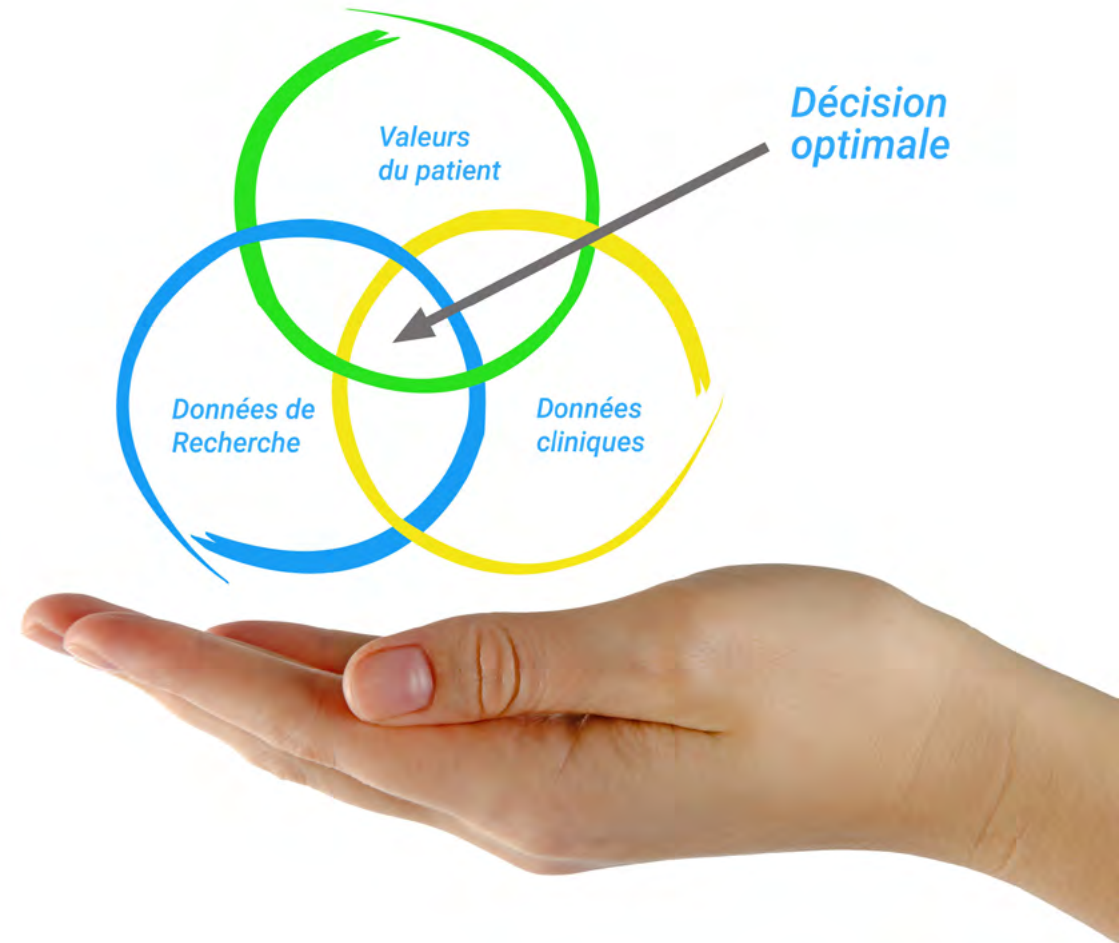 Valeurs
du patient
Décision
optimale
Données de
Recherche
Données
cliniques